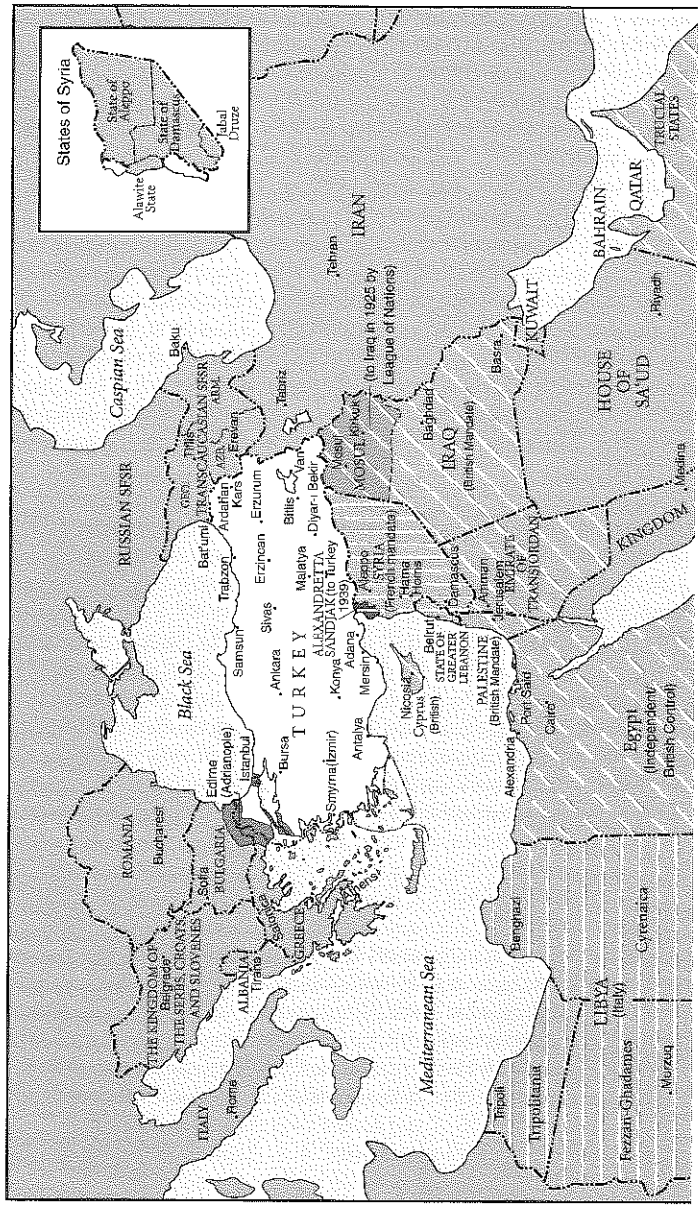 States of Syria
State of
Aleppo
State of
Damascus
Jabal
Druze
Alawite
State
RUSSIAN SFSR
Caspian Sea
Black Sea
ROMANIA
Bucharest
THE KINGDOM OF
Belgrade
THE SERBS, CROATS
AND SLOVENES
Sofia
BULGARIA
ITALY
Rome
ALBANIA
Tirana
GREECE
Athens
Edirne
(Adrianople)
Istanbul
Bursa
Smyrna (Izmir)
TURKEY
Ankara
Konya
Antalya
Samsun
Sivas
Trabzon
Erzincan
Malatya
ALEXANDRETTA
SANDJAK (to Turkey
1939)
Adana
Mersin
Batumi
Ardahan
Kars
Erzurum
Bitlis
Van
Diyar-ı Bekir
GEO.
Tiflis
TRANSCAUCASIAN SFSR
AZR.
ARM.
Erevan
Baku
Tabriz
Tehran
IRAN
Mosul
MOSUL
Kirkuk
(to Iraq in 1925 by
League of Nations)
Aleppo
SYRIA
(French mandate)
Hama
Homs
Damascus
Beirut
STATE OF
GREATER
LEBANON
Nicosia
Cyprus
(British)
PALESTINE
(British Mandate)
Jerusalem
Amman
EMIRATE
OF
TRANSJORDAN
Baghdad
IRAQ
(British Mandate)
Basra
KUWAIT
BAHRAIN
QATAR
TRUCIAL
STATES
Riyadh
HOUSE
OF
SA'UD
Medina
KINGDOM
Mediterranean Sea
Alexandria
Port Said
Cairo
Egypt
(Independent/
British Control)
Benghazi
Cyrenaica
LIBYA
(Italy)
Tripoli
Tripolitania
Fezzan-Ghadames
Murzuq